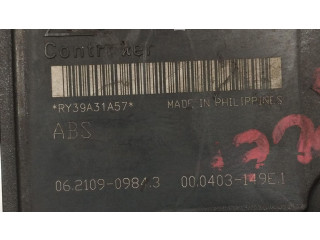 Controller
*RY39A31A57*
MADE IN PHILIPPINES
ABS
06.2109-0984.3 00.0403-149E.1